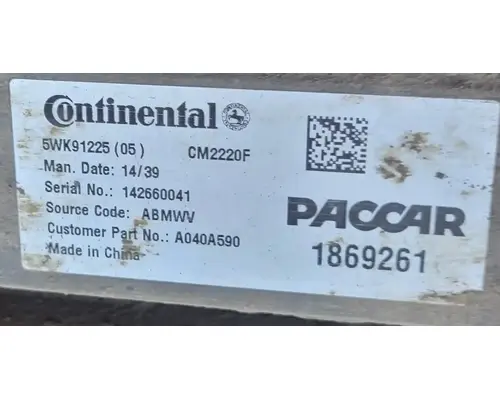 Continental
5WK91225 (05 ) CM2220F
Man. Date: 14/39
Serial No.: 142660041
Source Code: ABMWV
Customer Part No.: A040A590
Made in China
PACCAR
1869261